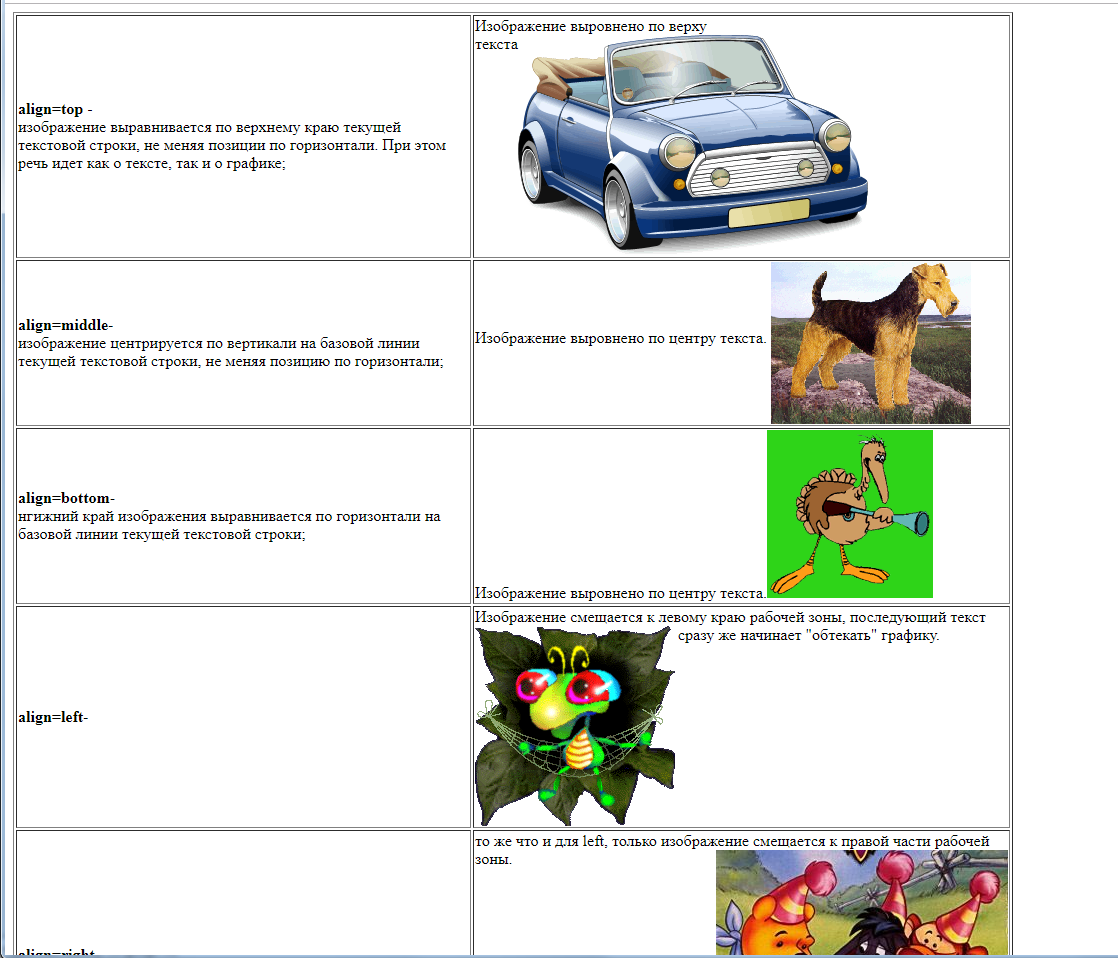 align=top -
изображение выравнивается по верхнему краю текущей
текстовой строки, не меняя позиции по горизонтали. При этом
речь идет как о тексте, так и о графике;
Изображение выровнено по верху
текста
align=middle-
изображение центрируется по вертикали на базовой линии
текущей текстовой строки, не меняя позицию по горизонтали;
Изображение выровнено по центру текста.
align=bottom-
нгижний край изображения выравнивается по горизонтали на
базовой линии текущей текстовой строки;
Изображение выровнено по центру текста.
align=left-
Изображение смещается к левому краю рабочей зоны, последующий текст
сразу же начинает "обтекать" графику.
align=right-
то же что и для left, только изображение смещается к правой части рабочей
зоны.